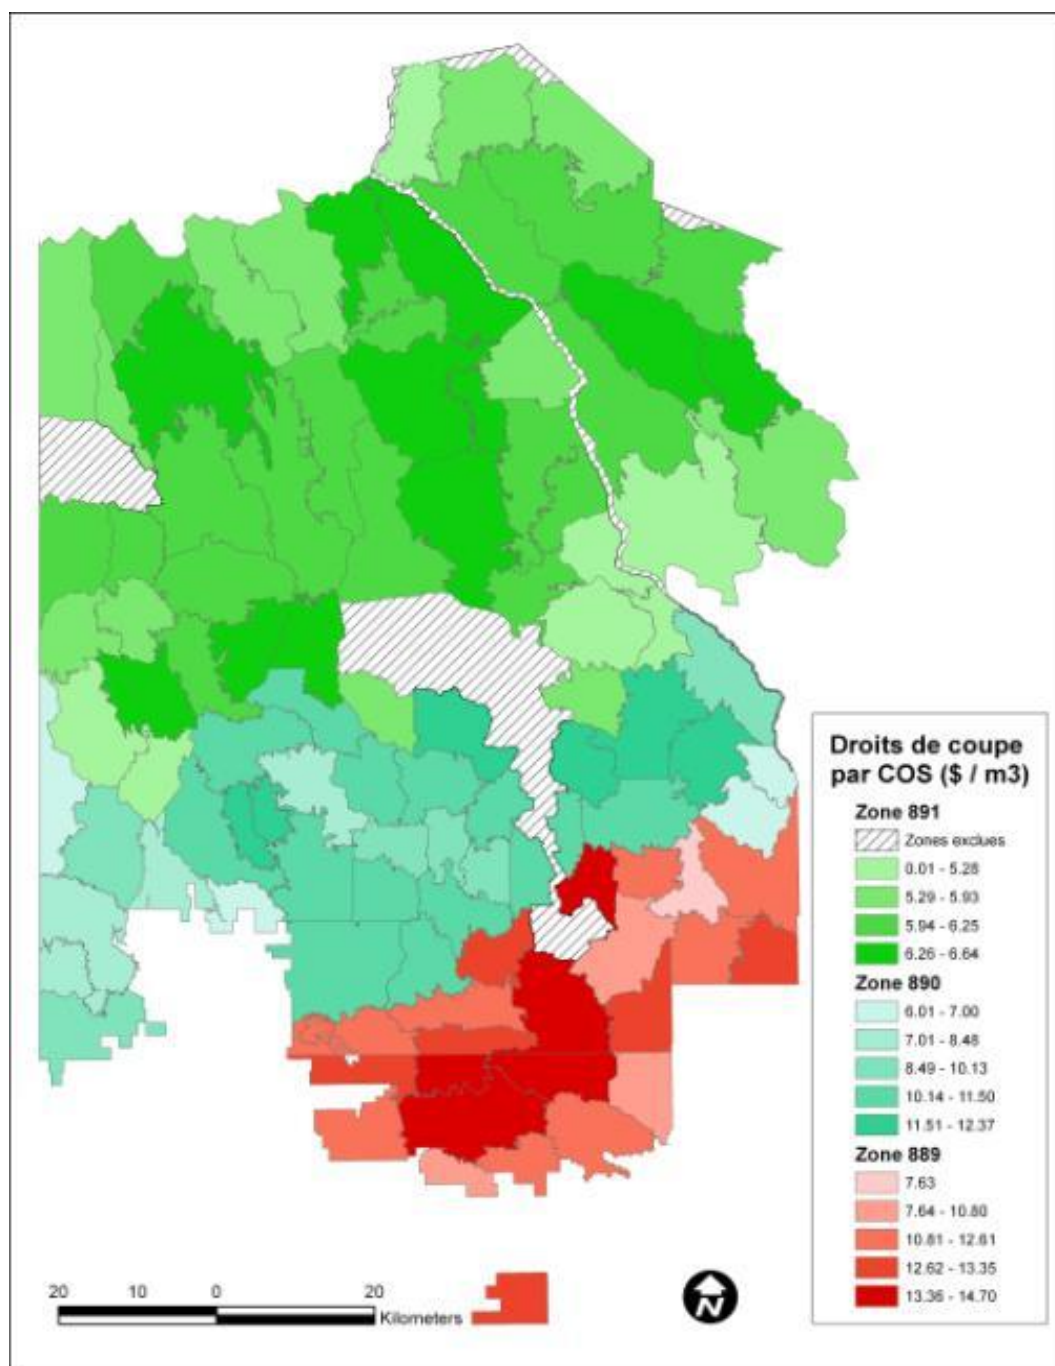 Droits de coupe
par COS ($ / m3)
Zone 891
Zones exclues
0.01 - 5.28
5.29 - 5.93
5.94 - 6.25
6.26 - 6.64
Zone 890
6.01 - 7.00
7.01 - 8.48
8.49 - 10.13
10.14 - 11.50
11.51 - 12.37
Zone 889
7.63
7.64 - 10.80
10.81 - 12.61
12.62 - 13.35
13.36 - 14.70
20 10 0 20
Kilometers
N